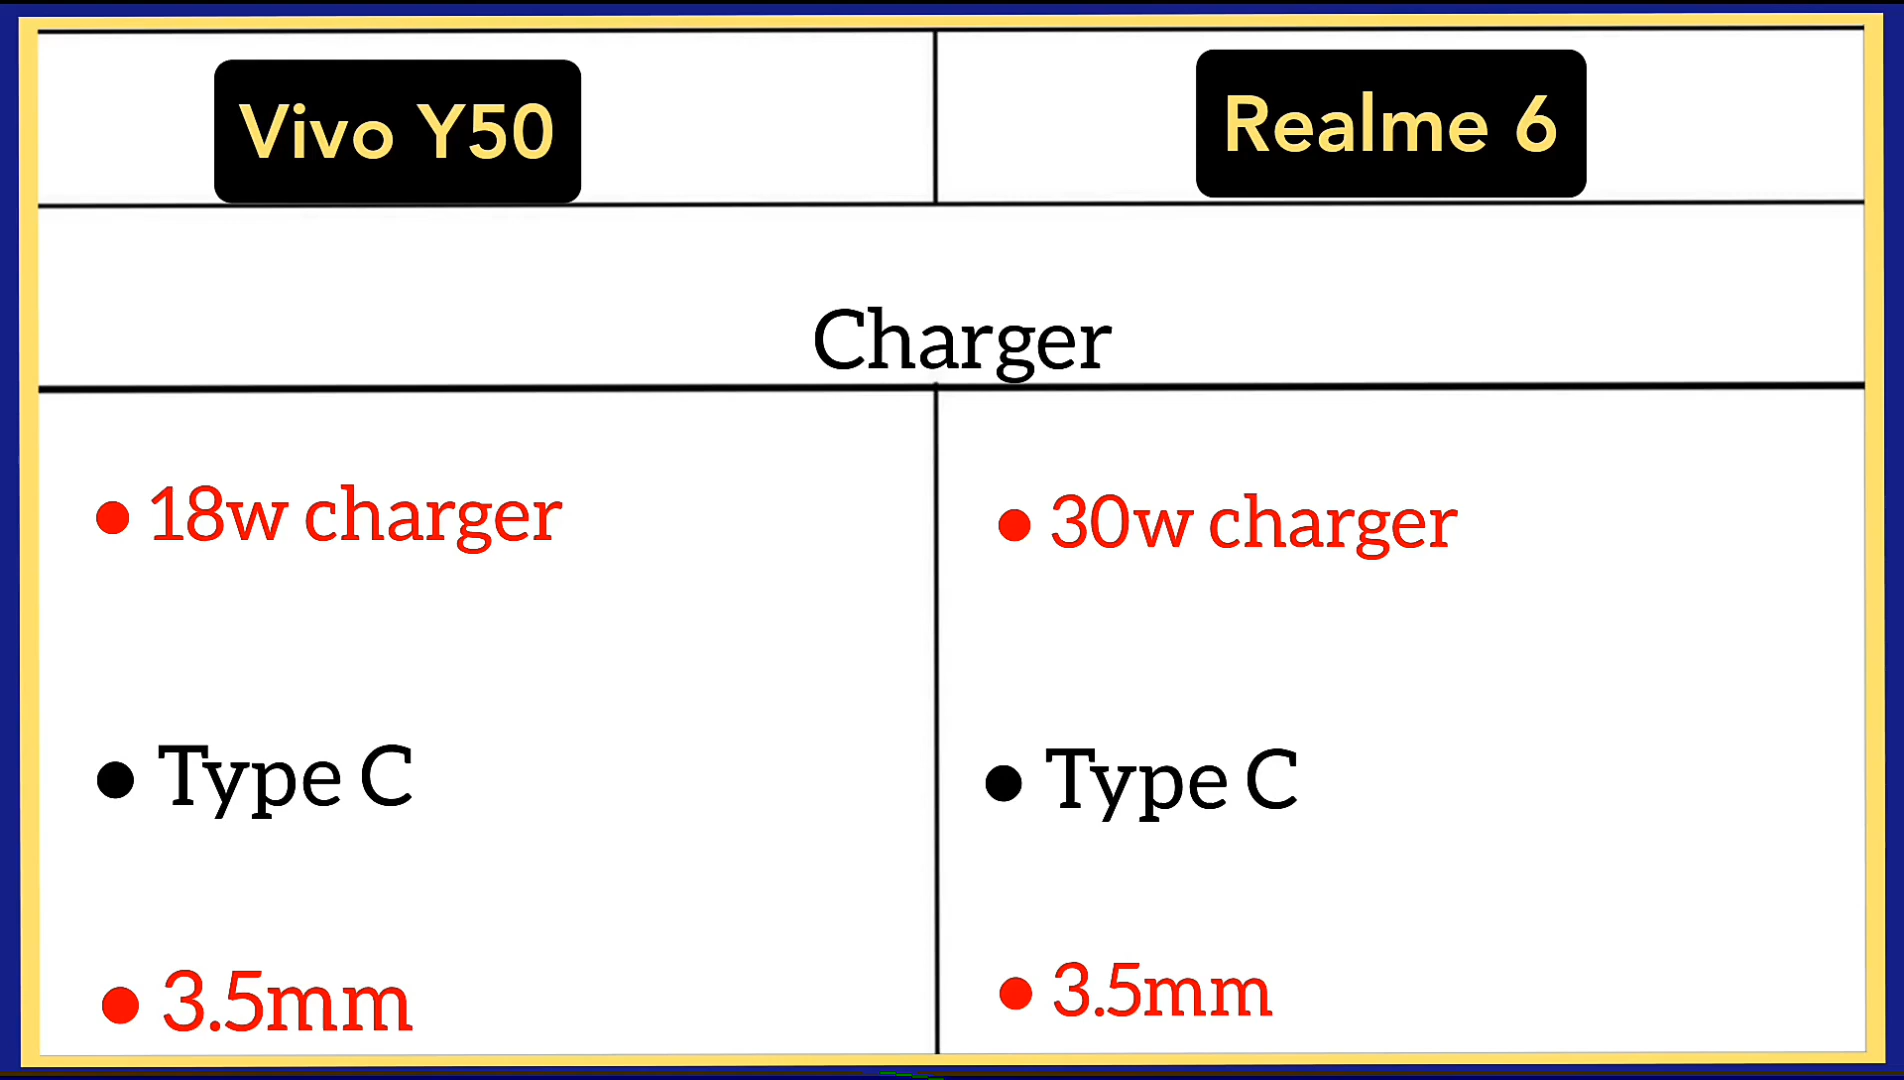 Vivo Y50
Realme 6
Charger
• 18w charger
• 30w charger
• Type C
• Type C
• 3.5mm
• 3.5mm